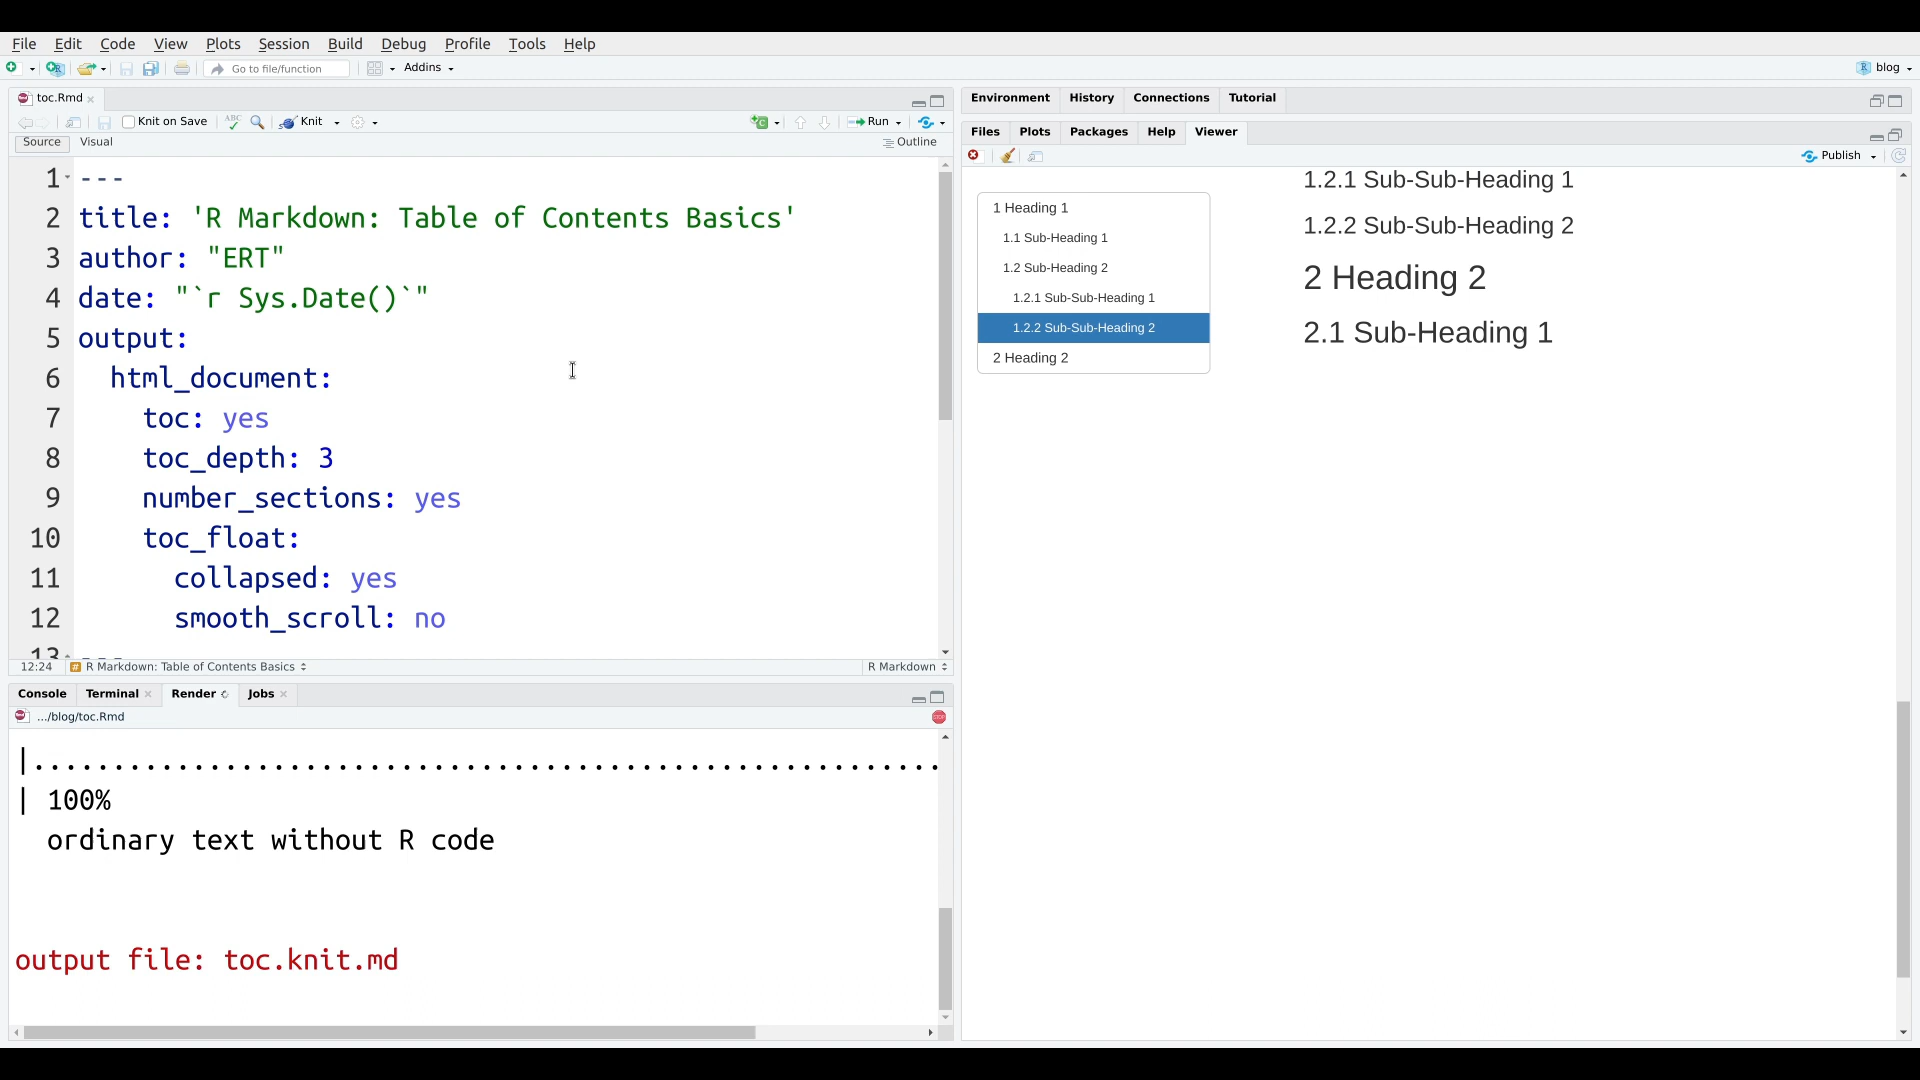 File Edit Code View Plots Session Build Debug Profile Tools Help
Go to file/function Addins blog
toc.Rmd
Knit on Save Knit Run
Source Visual Outline
1 ---
2 title: 'R Markdown: Table of Contents Basics'
3 author: "ERT"
4 date: "`r Sys.Date()`"
5 output:
6 html_document:
7 toc: yes
8 toc_depth: 3
9 number_sections: yes
10 toc_float:
11 collapsed: yes
12 smooth_scroll: no
13 ---
12:24 R Markdown: Table of Contents Basics R Markdown
Console Terminal Render Jobs
.../blog/toc.Rmd
|..........................................................
| 100%
ordinary text without R code
output file: toc.knit.md
Environment History Connections Tutorial
Files Plots Packages Help Viewer
Publish
1 Heading 1
1.1 Sub-Heading 1
1.2 Sub-Heading 2
1.2.1 Sub-Sub-Heading 1
1.2.2 Sub-Sub-Heading 2
2 Heading 2
1.2.1 Sub-Sub-Heading 1
1.2.2 Sub-Sub-Heading 2
2 Heading 2
2.1 Sub-Heading 1